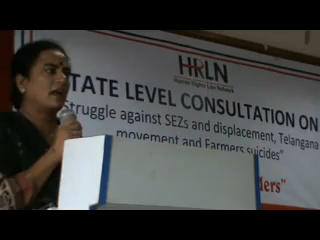 HRLN
Human Rights Law Network
TATE LEVEL CONSULTATION ON
Struggle against SEZs and displacement, Telangana
movement and Farmers suicides"
ders"